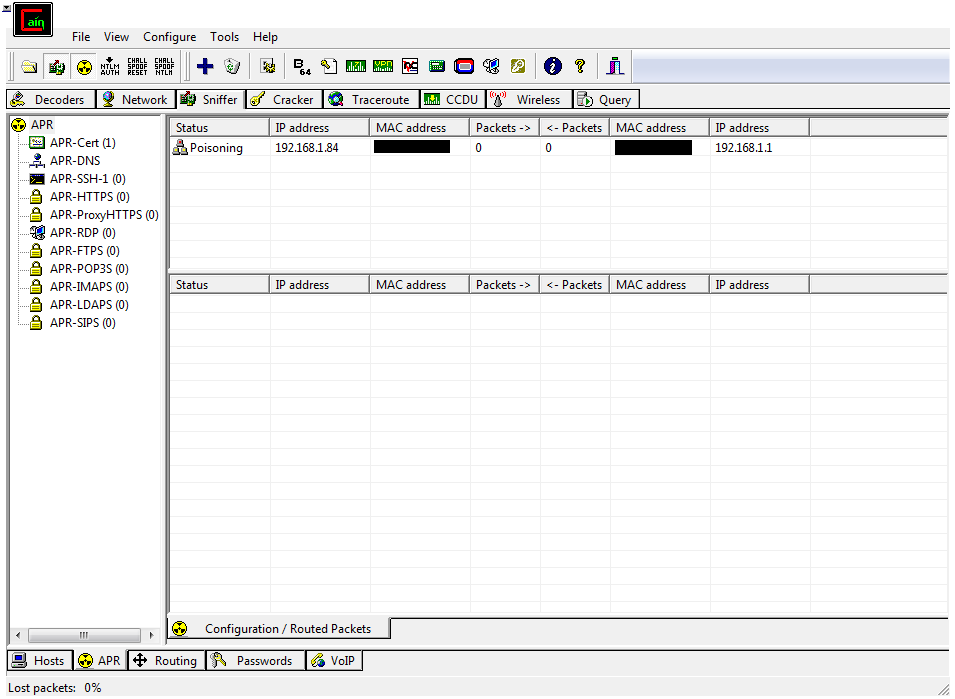 Cain
File View Configure Tools Help
NTLM AUTH CHALL SPOOF RESET CHALL SPOOF NTLM B64 VPN
Decoders Network Sniffer Cracker Traceroute CCDU Wireless Query
APR
APR-Cert (1)
APR-DNS
APR-SSH-1 (0)
APR-HTTPS (0)
APR-ProxyHTTPS (0)
APR-RDP (0)
APR-FTPS (0)
APR-POP3S (0)
APR-IMAPS (0)
APR-LDAPS (0)
APR-SIPS (0)
Status IP address MAC address Packets -> <- Packets MAC address IP address
Poisoning 192.168.1.84 0 0 192.168.1.1
Status IP address MAC address Packets -> <- Packets MAC address IP address
Configuration / Routed Packets
Hosts APR Routing Passwords VoIP
Lost packets: 0%